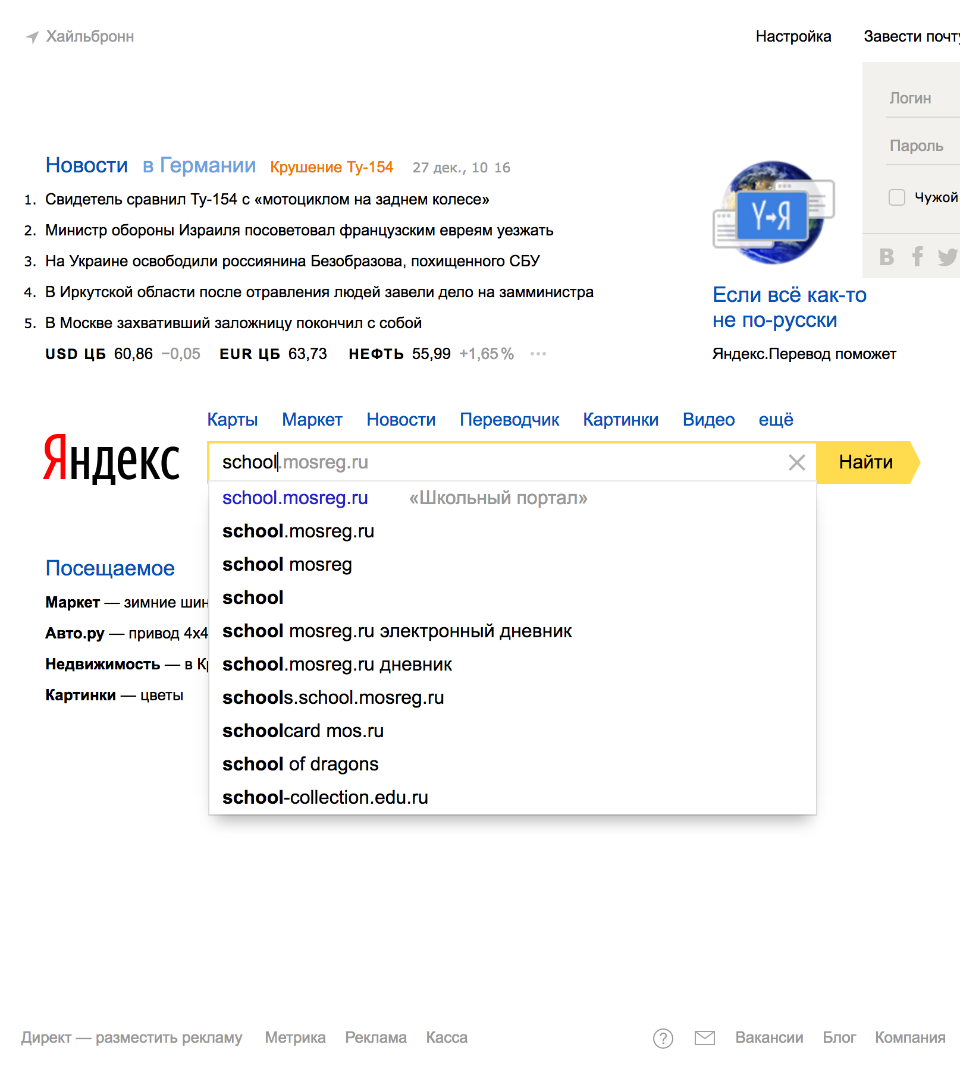 Хайльбронн
Настройка
Завести почту
Логин
Пароль
Чужой
Новости в Германии Крушение Ту-154 27 дек., 10 16
1. Свидетель сравнил Ту-154 с «мотоциклом на заднем колесе»
2. Министр обороны Израиля посоветовал французским евреям уезжать
3. На Украине освободили россиянина Безобразова, похищенного СБУ
4. В Иркутской области после отравления людей завели дело на замминистра
5. В Москве захвативший заложницу покончил с собой
USD ЦБ 60,86 −0,05 EUR ЦБ 63,73 НЕФТЬ 55,99 +1,65 % ...
Y→Я
Если всё как-то
не по-русски
Яндекс.Перевод поможет
Карты Маркет Новости Переводчик Картинки Видео ещё
Яндекс
school.mosreg.ru
Найти
school.mosreg.ru «Школьный портал»
school.mosreg.ru
school mosreg
school
school mosreg.ru электронный дневник
school.mosreg.ru дневник
schools.school.mosreg.ru
schoolcard mos.ru
school of dragons
school-collection.edu.ru
Посещаемое
Маркет — зимние шин
Авто.ру — привод 4x4
Недвижимость — в Кр
Картинки — цветы
Директ — разместить рекламу Метрика Реклама Касса
? Вакансии Блог Компания